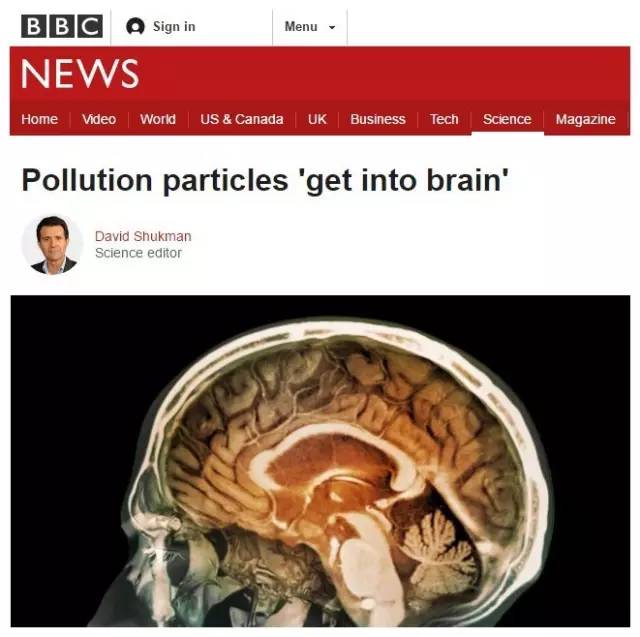 BBC Sign in Menu
NEWS
Home Video World US & Canada UK Business Tech Science Magazine
Pollution particles 'get into brain'
David Shukman
Science editor